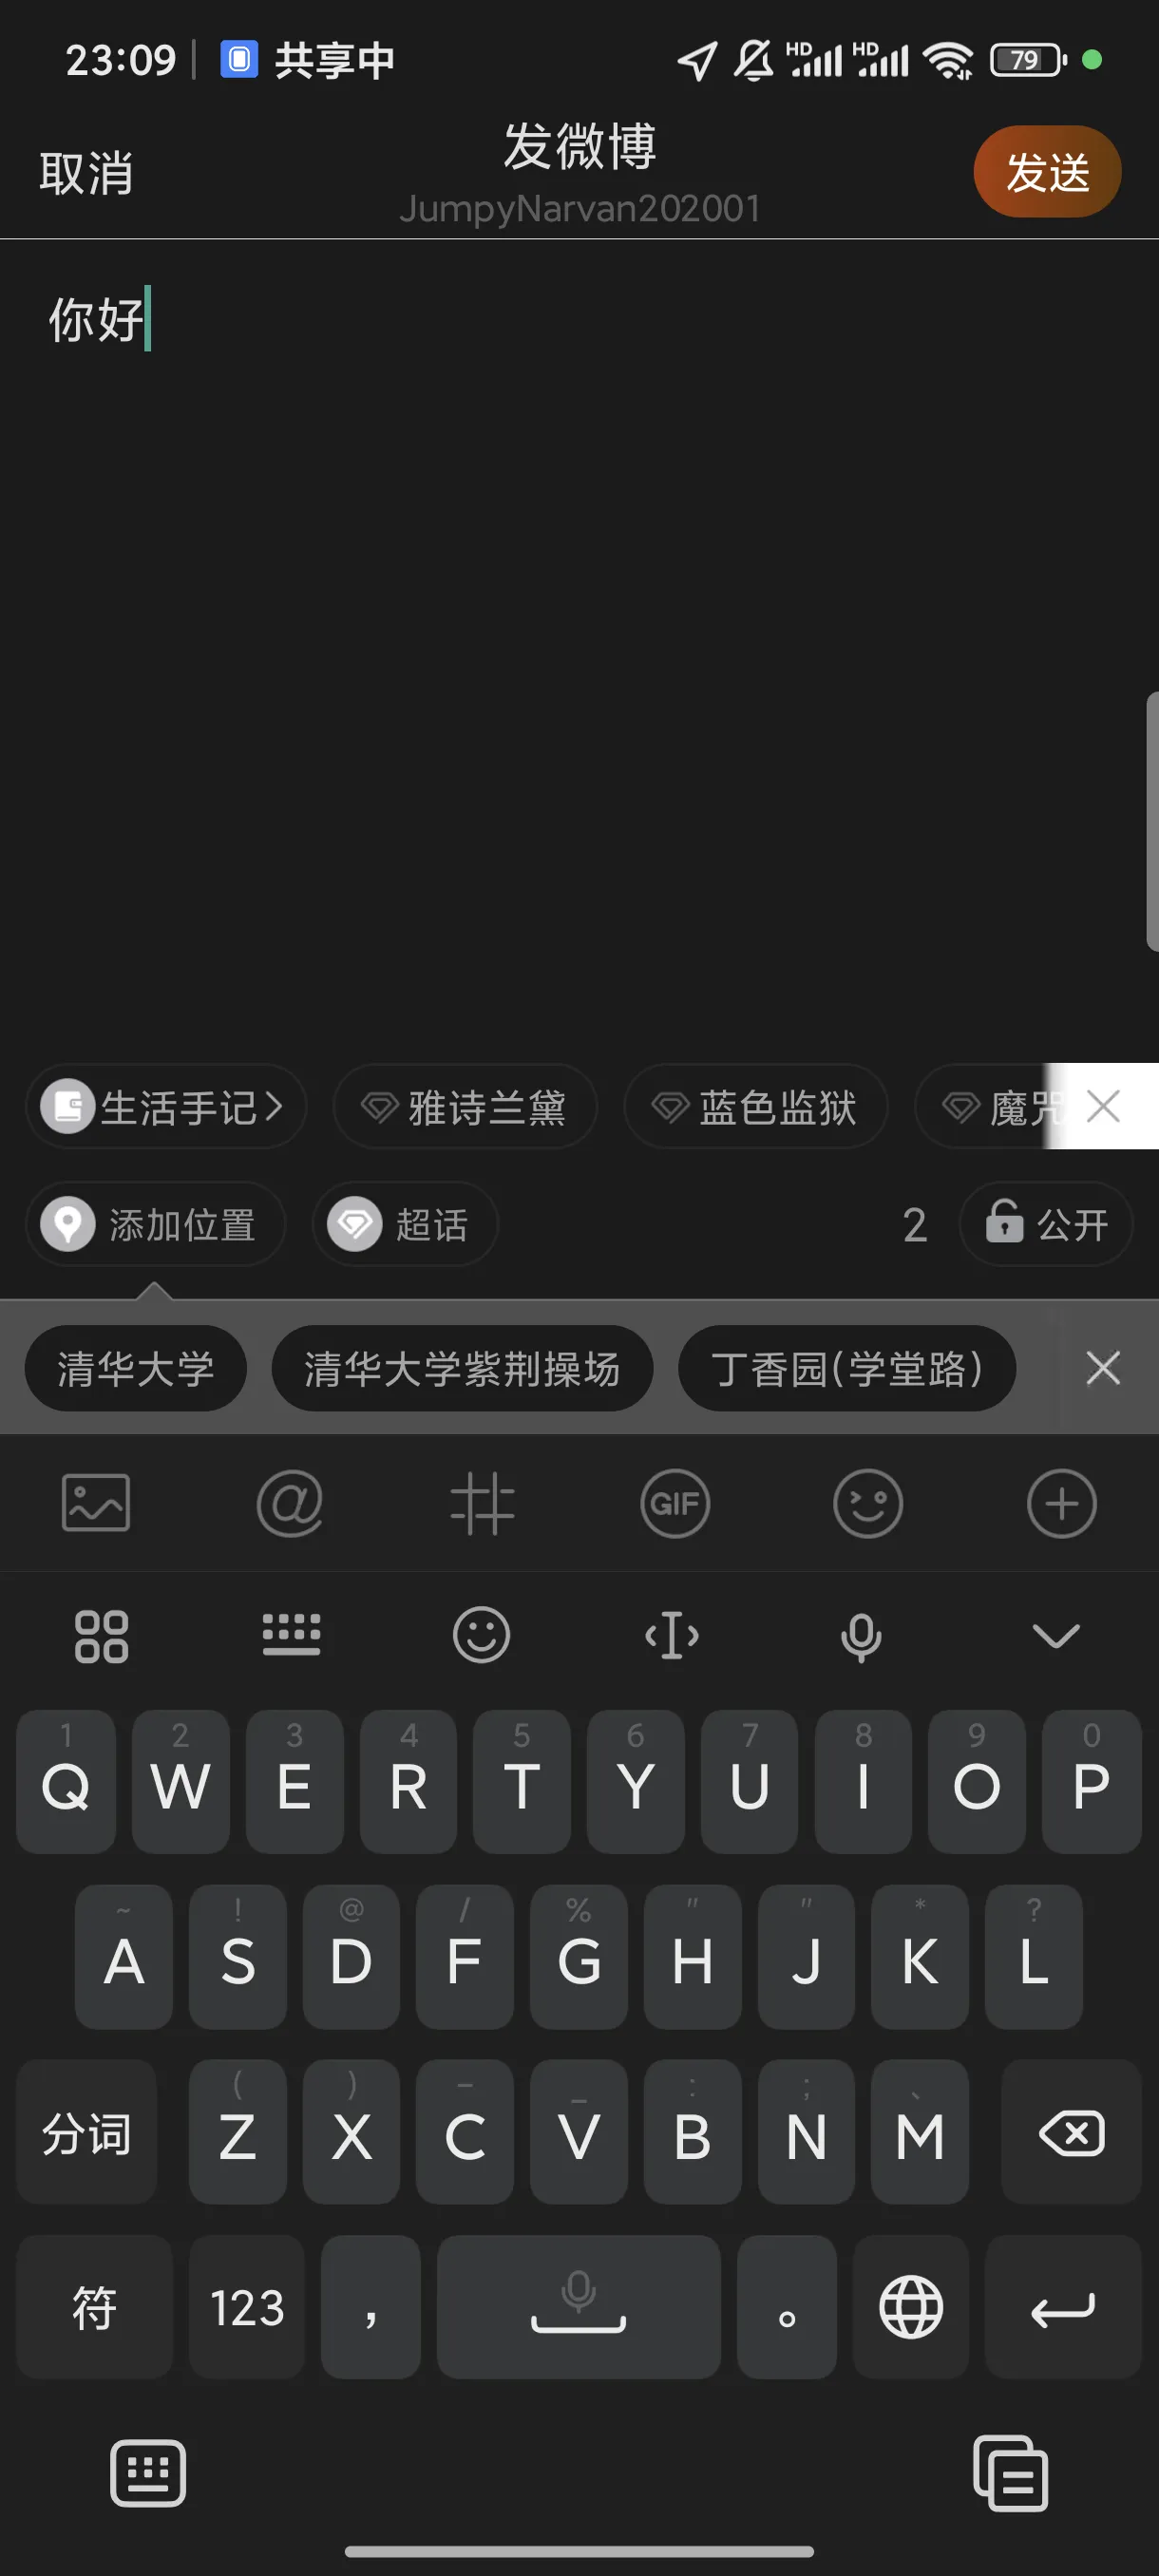 23:09 共享中 HD HD 79
取消 发微博 发送
JumpyNarvan202001
你好
生活手记 雅诗兰黛 蓝色监狱 魔咒
添加位置 超话 2 公开
清华大学 清华大学紫荆操场 丁香园(学堂路)
@ GIF
1 2 3 4 5 6 7 8 9 0
Q W E R T Y U I O P
~ ! @ / % " " * ?
A S D F G H J K L
( ) – _ : ; 、
分词 Z X C V B N M
符 123 , 。